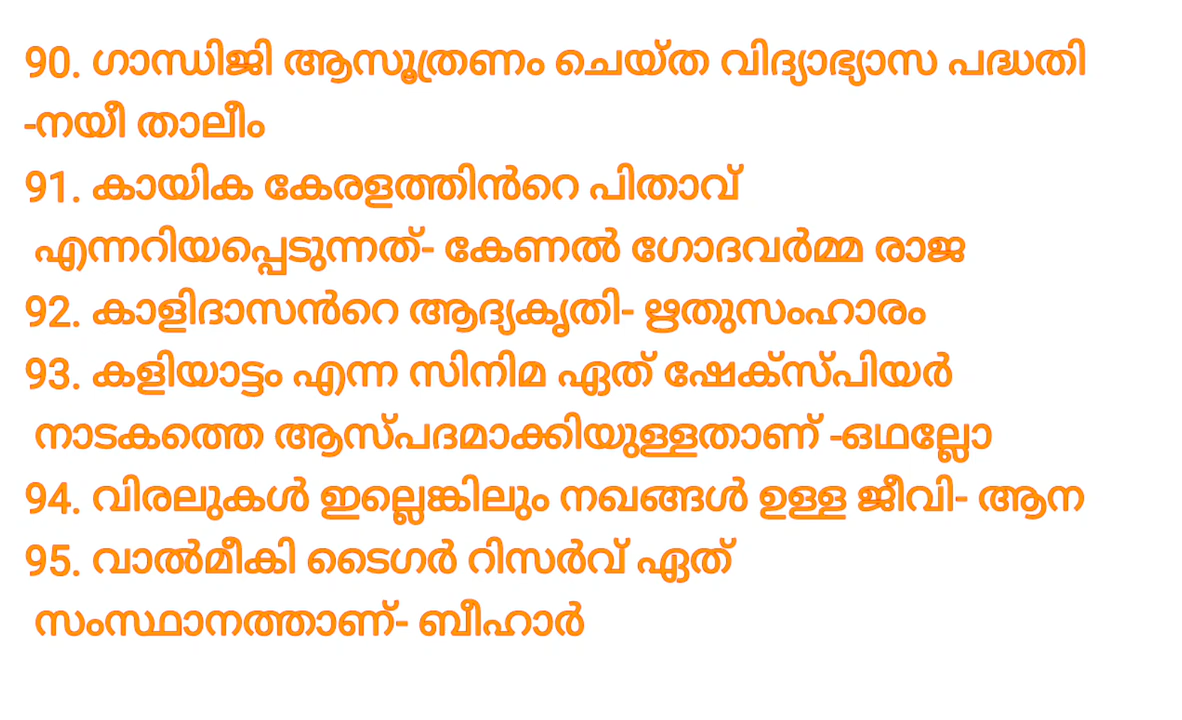 90. ഗാന്ധിജി ആസൂത്രണം ചെയ്ത വിദ്യാഭ്യാസ പദ്ധതി
-നയീ താലീം
91. കായിക കേരളത്തിൻറെ പിതാവ്
എന്നറിയപ്പെടുന്നത്- കേണൽ ഗോദവർമ്മ രാജ
92. കാളിദാസൻറെ ആദ്യകൃതി- ഋതുസംഹാരം
93. കളിയാട്ടം എന്ന സിനിമ ഏത് ഷേക്സ്പിയർ
നാടകത്തെ ആസ്പദമാക്കിയുള്ളതാണ് -ഒഥല്ലോ
94. വിരലുകൾ ഇല്ലെങ്കിലും നഖങ്ങൾ ഉള്ള ജീവി- ആന
95. വാൽമീകി ടൈഗർ റിസർവ് ഏത്
സംസ്ഥാനത്താണ്- ബീഹാർ